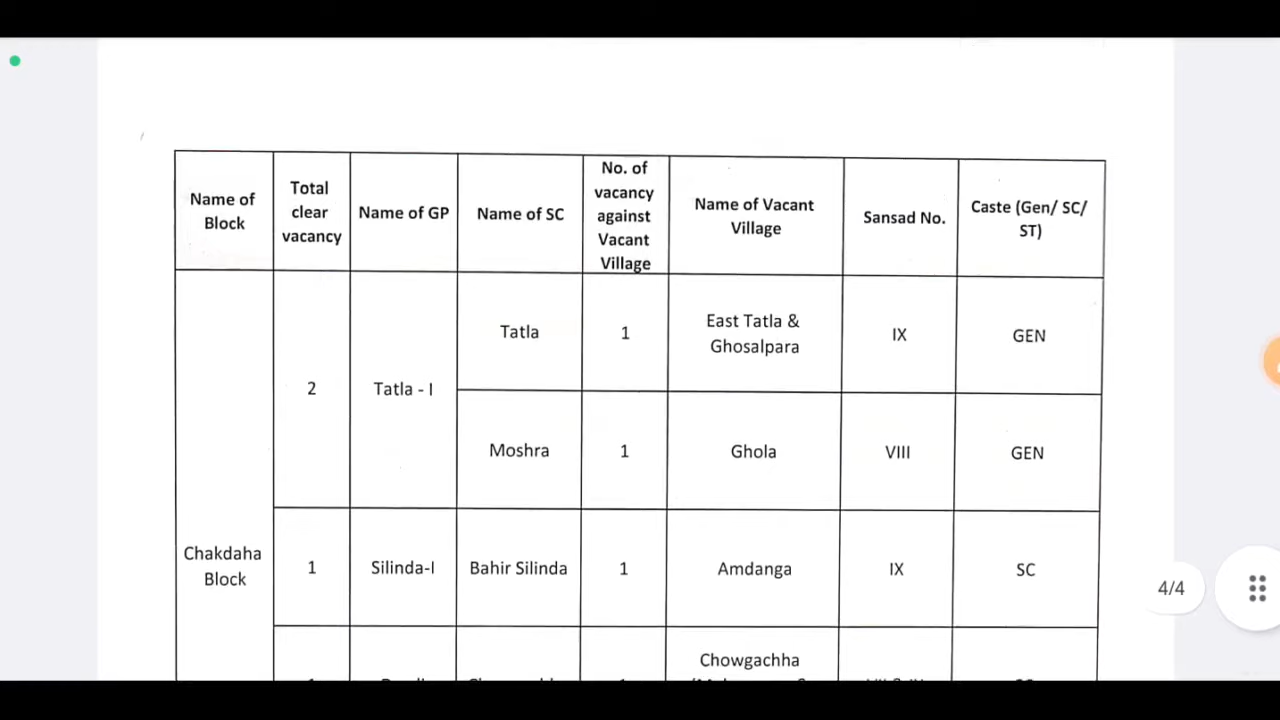 Name of Block
Total clear vacancy
Name of GP
Name of SC
No. of vacancy against Vacant Village
Name of Vacant Village
Sansad No.
Caste (Gen/ SC/ ST)
Chakdaha Block
2
Tatla - I
Tatla
1
East Tatla & Ghosalpara
IX
GEN
Moshra
1
Ghola
VIII
GEN
1
Silinda-I
Bahir Silinda
1
Amdanga
IX
SC
Chowgachha
4/4